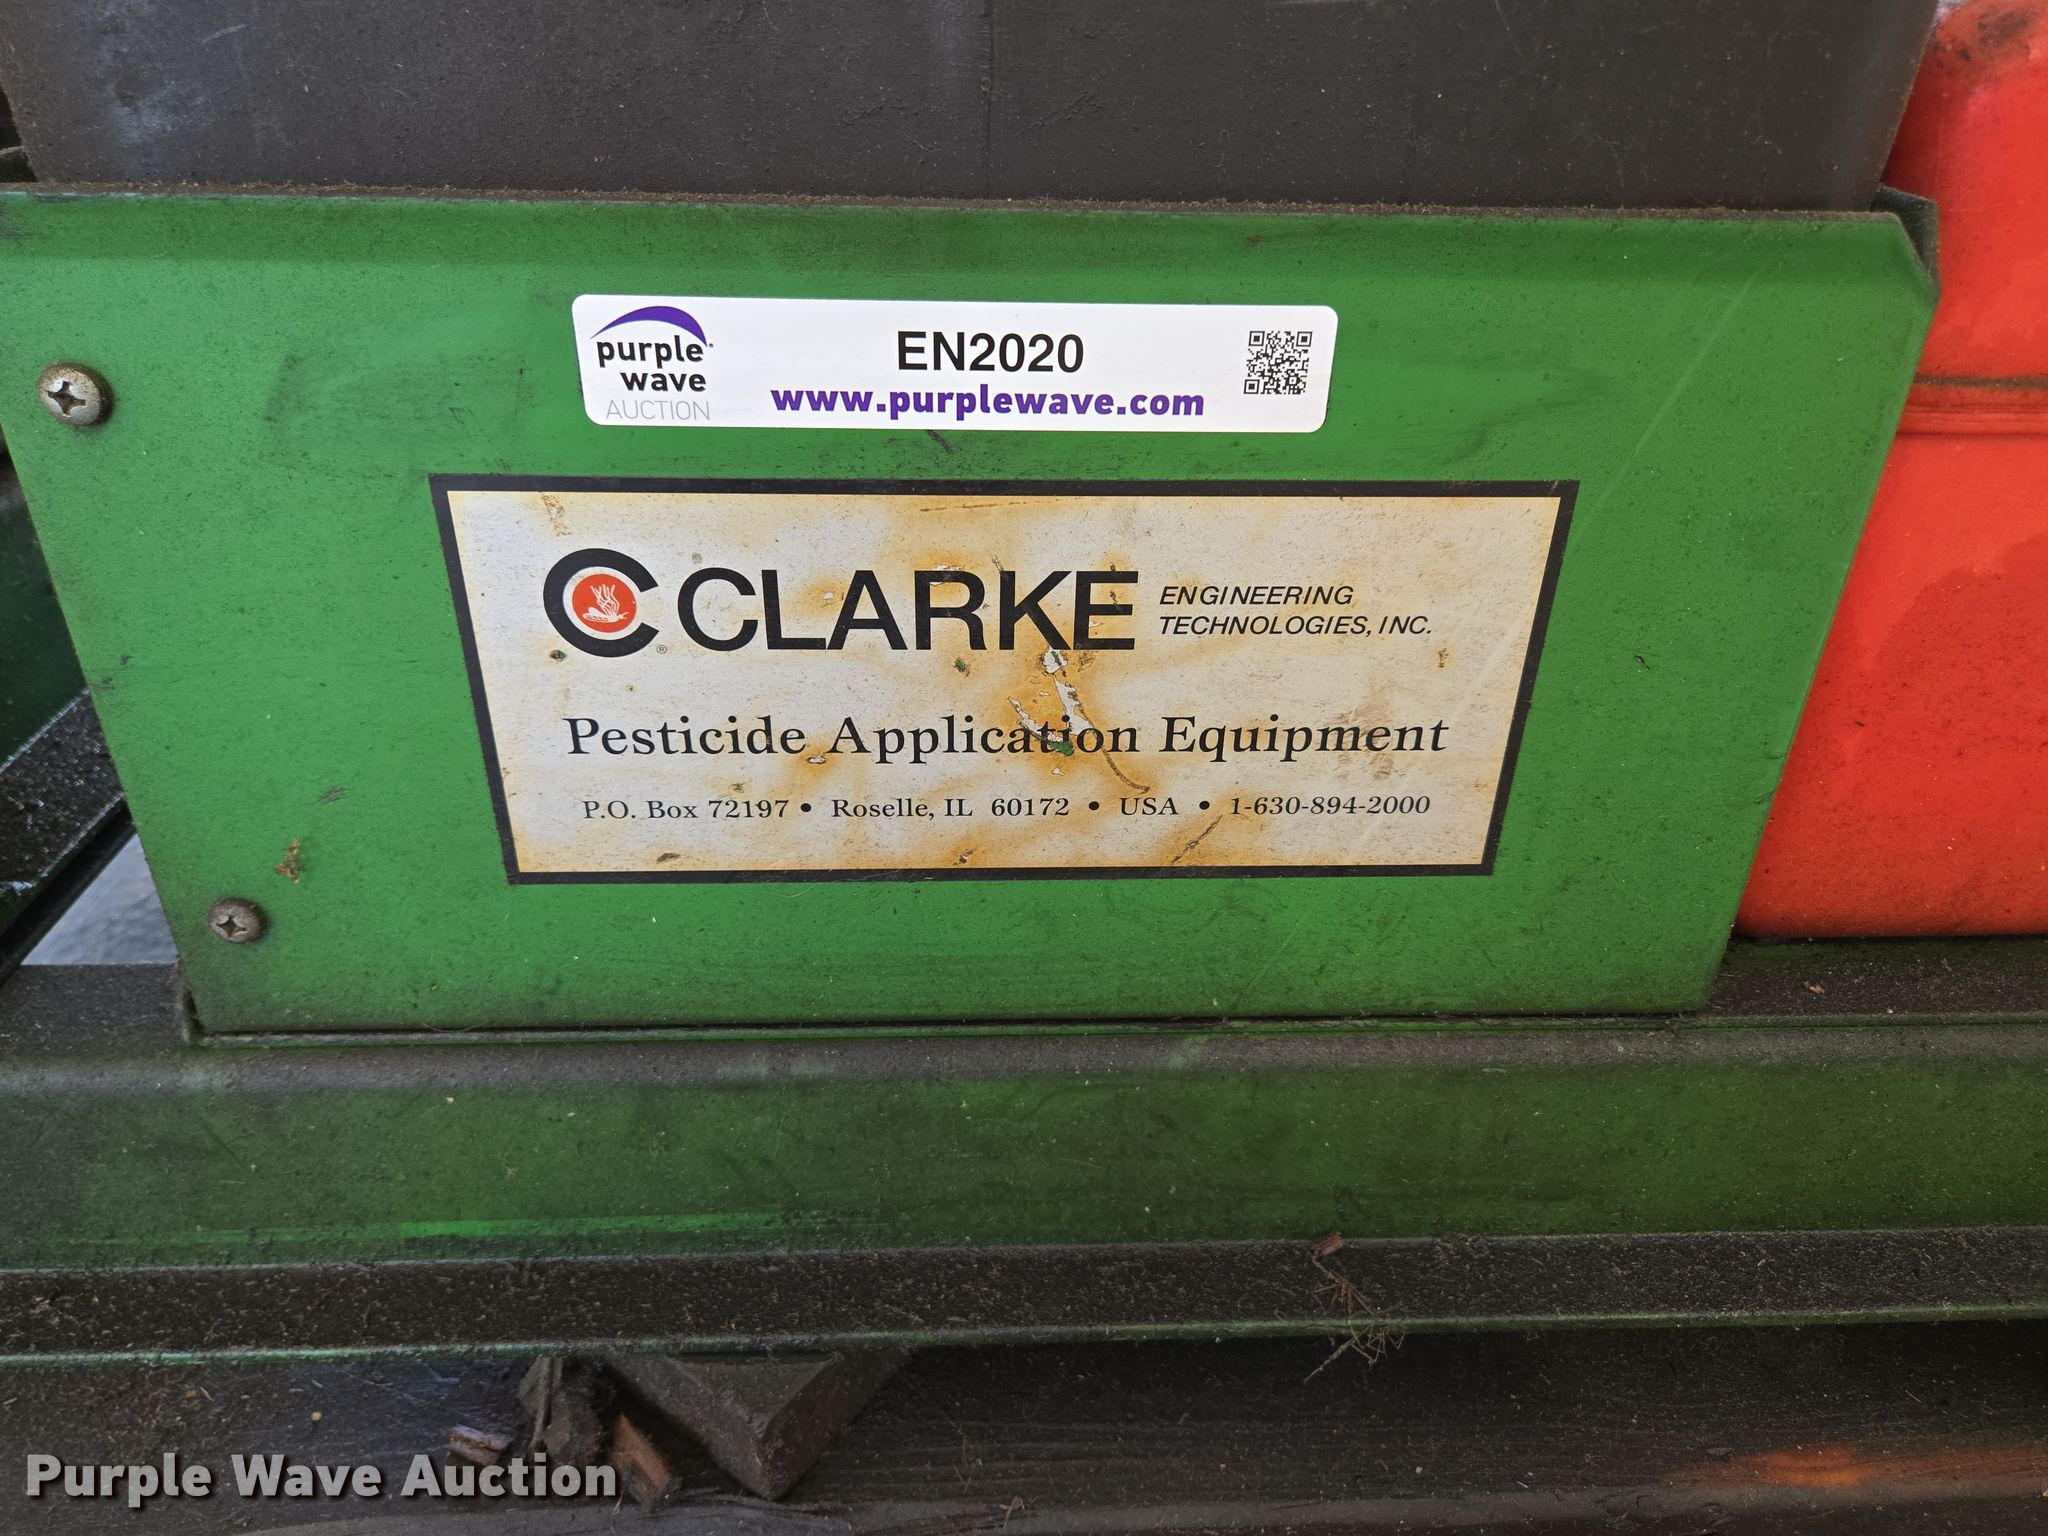 purple
wave
AUCTION
EN2020
www.purplewave.com
C CLARKE ENGINEERING
TECHNOLOGIES, INC.
®
Pesticide Application Equipment
P.O. Box 72197 • Roselle, IL 60172 • USA • 1-630-894-2000
Purple Wave Auction